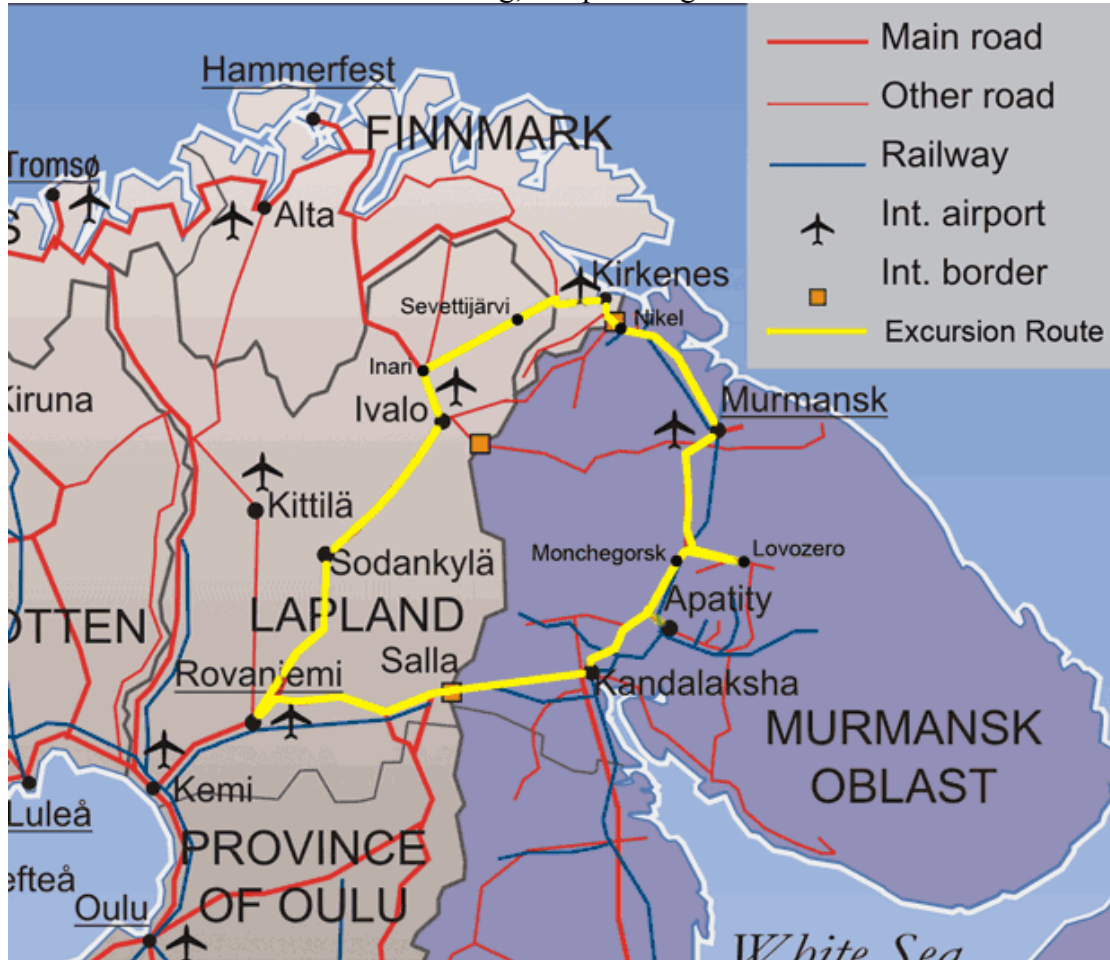 Main road
Other road
Railway
Int. airport
Int. border
Excursion Route
Hammerfest
FINNMARK
Tromsø
S
Alta
Kirkenes
Sevettijärvi
Nikel
Inari
Kiruna
Ivalo
Murmansk
Kittilä
Sodankylä
Monchegorsk
Lovozero
OTTEN
LAPLAND
Apatity
Salla
Rovaniemi
Kandalaksha
MURMANSK
OBLAST
Kemi
Luleå
PROVINCE
OF OULU
efteå
Oulu
White Sea